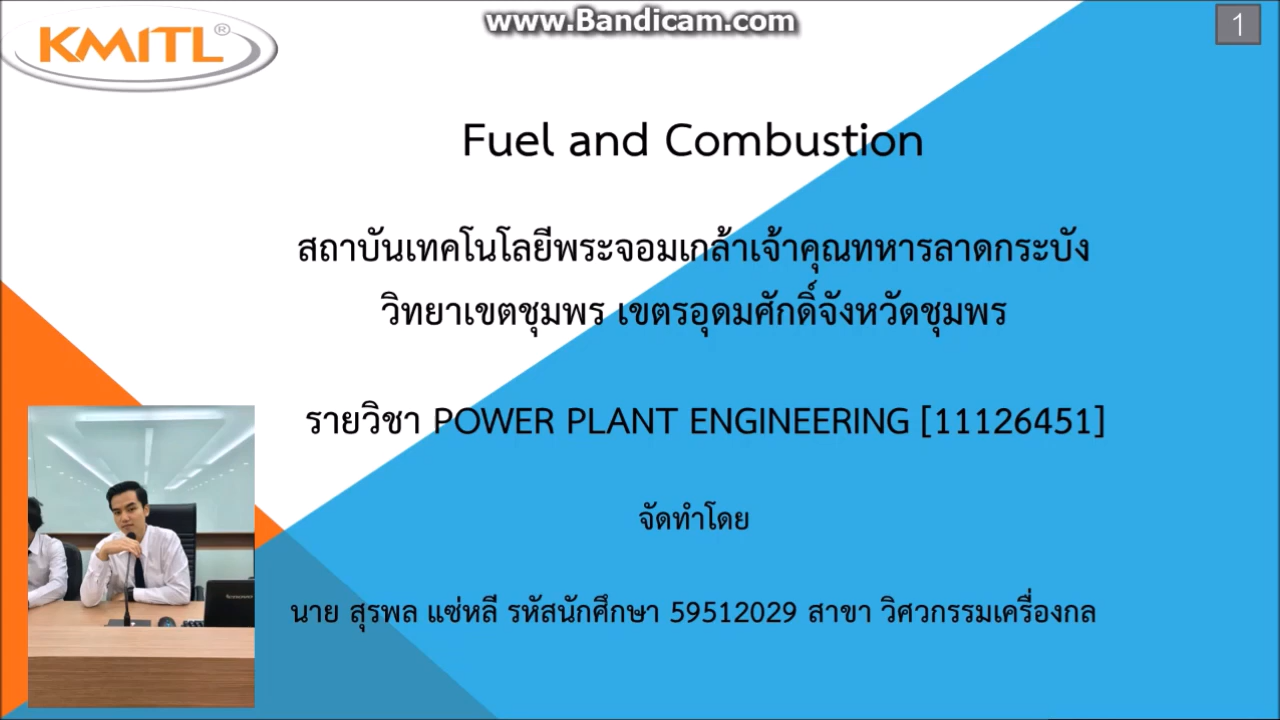 www.Bandicam.com
1
KMITL®
Fuel and Combustion
สถาบันเทคโนโลยีพระจอมเกล้าเจ้าคุณทหารลาดกระบัง
วิทยาเขตชุมพร เขตรอุดมศักดิ์จังหวัดชุมพร
รายวิชา POWER PLANT ENGINEERING [11126451]
จัดทำโดย
นาย สุรพล แซ่หลี รหัสนักศึกษา 59512029 สาขา วิศวกรรมเครื่องกล